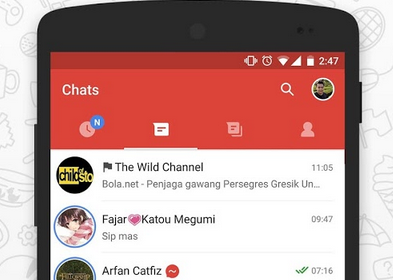 2:47
Chats
N
The Wild Channel
11:05
Bola.net - Penjaga gawang Persegres Gresik Un...
Fajar💗Katou Megumi
09:47
Sip mas
Arfan Catfiz
07:16